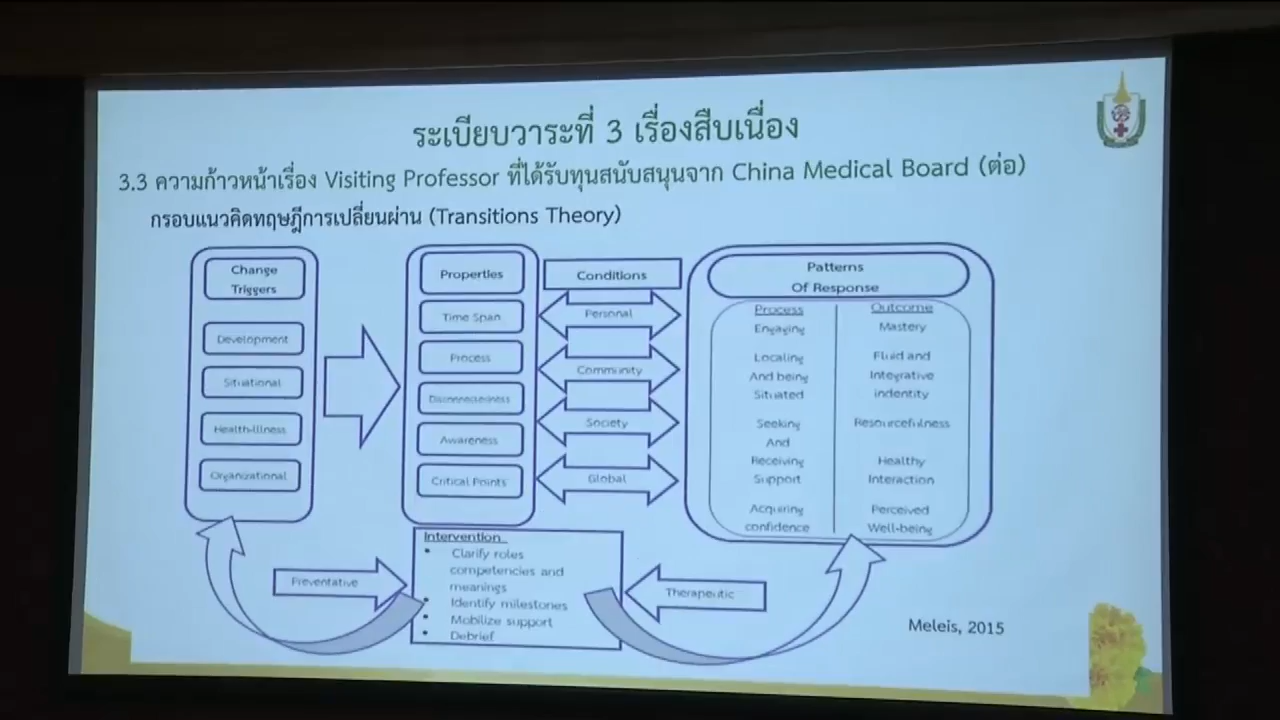 ระเบียบวาระที่ 3 เรื่องสืบเนื่อง
3.3 ความก้าวหน้าเรื่อง Visiting Professor ที่ได้รับทุนสนับสนุนจาก China Medical Board (ต่อ)
กรอบแนวคิดทฤษฎีการเปลี่ยนผ่าน (Transitions Theory)
Change
Triggers
Development
Situational
Health-Illness
Organizational
Properties
Time Span
Process
Awareness
Critical Points
Conditions
Personal
Community
Society
Global
Patterns
Of Response
Process
Engaging
Localing
And being
Situated
Seeking
And
Receiving
Support
Acquiring
confidence
Outcome
Mastery
Fluid and
Integrative
indentity
Resourcefulness
Healthy
Interaction
Perceived
Well-being
Preventative
Intervention
• Clarify roles
competencies and
meanings
• Identify milestones
• Mobilize support
• Debrief
Therapeutic
Meleis, 2015